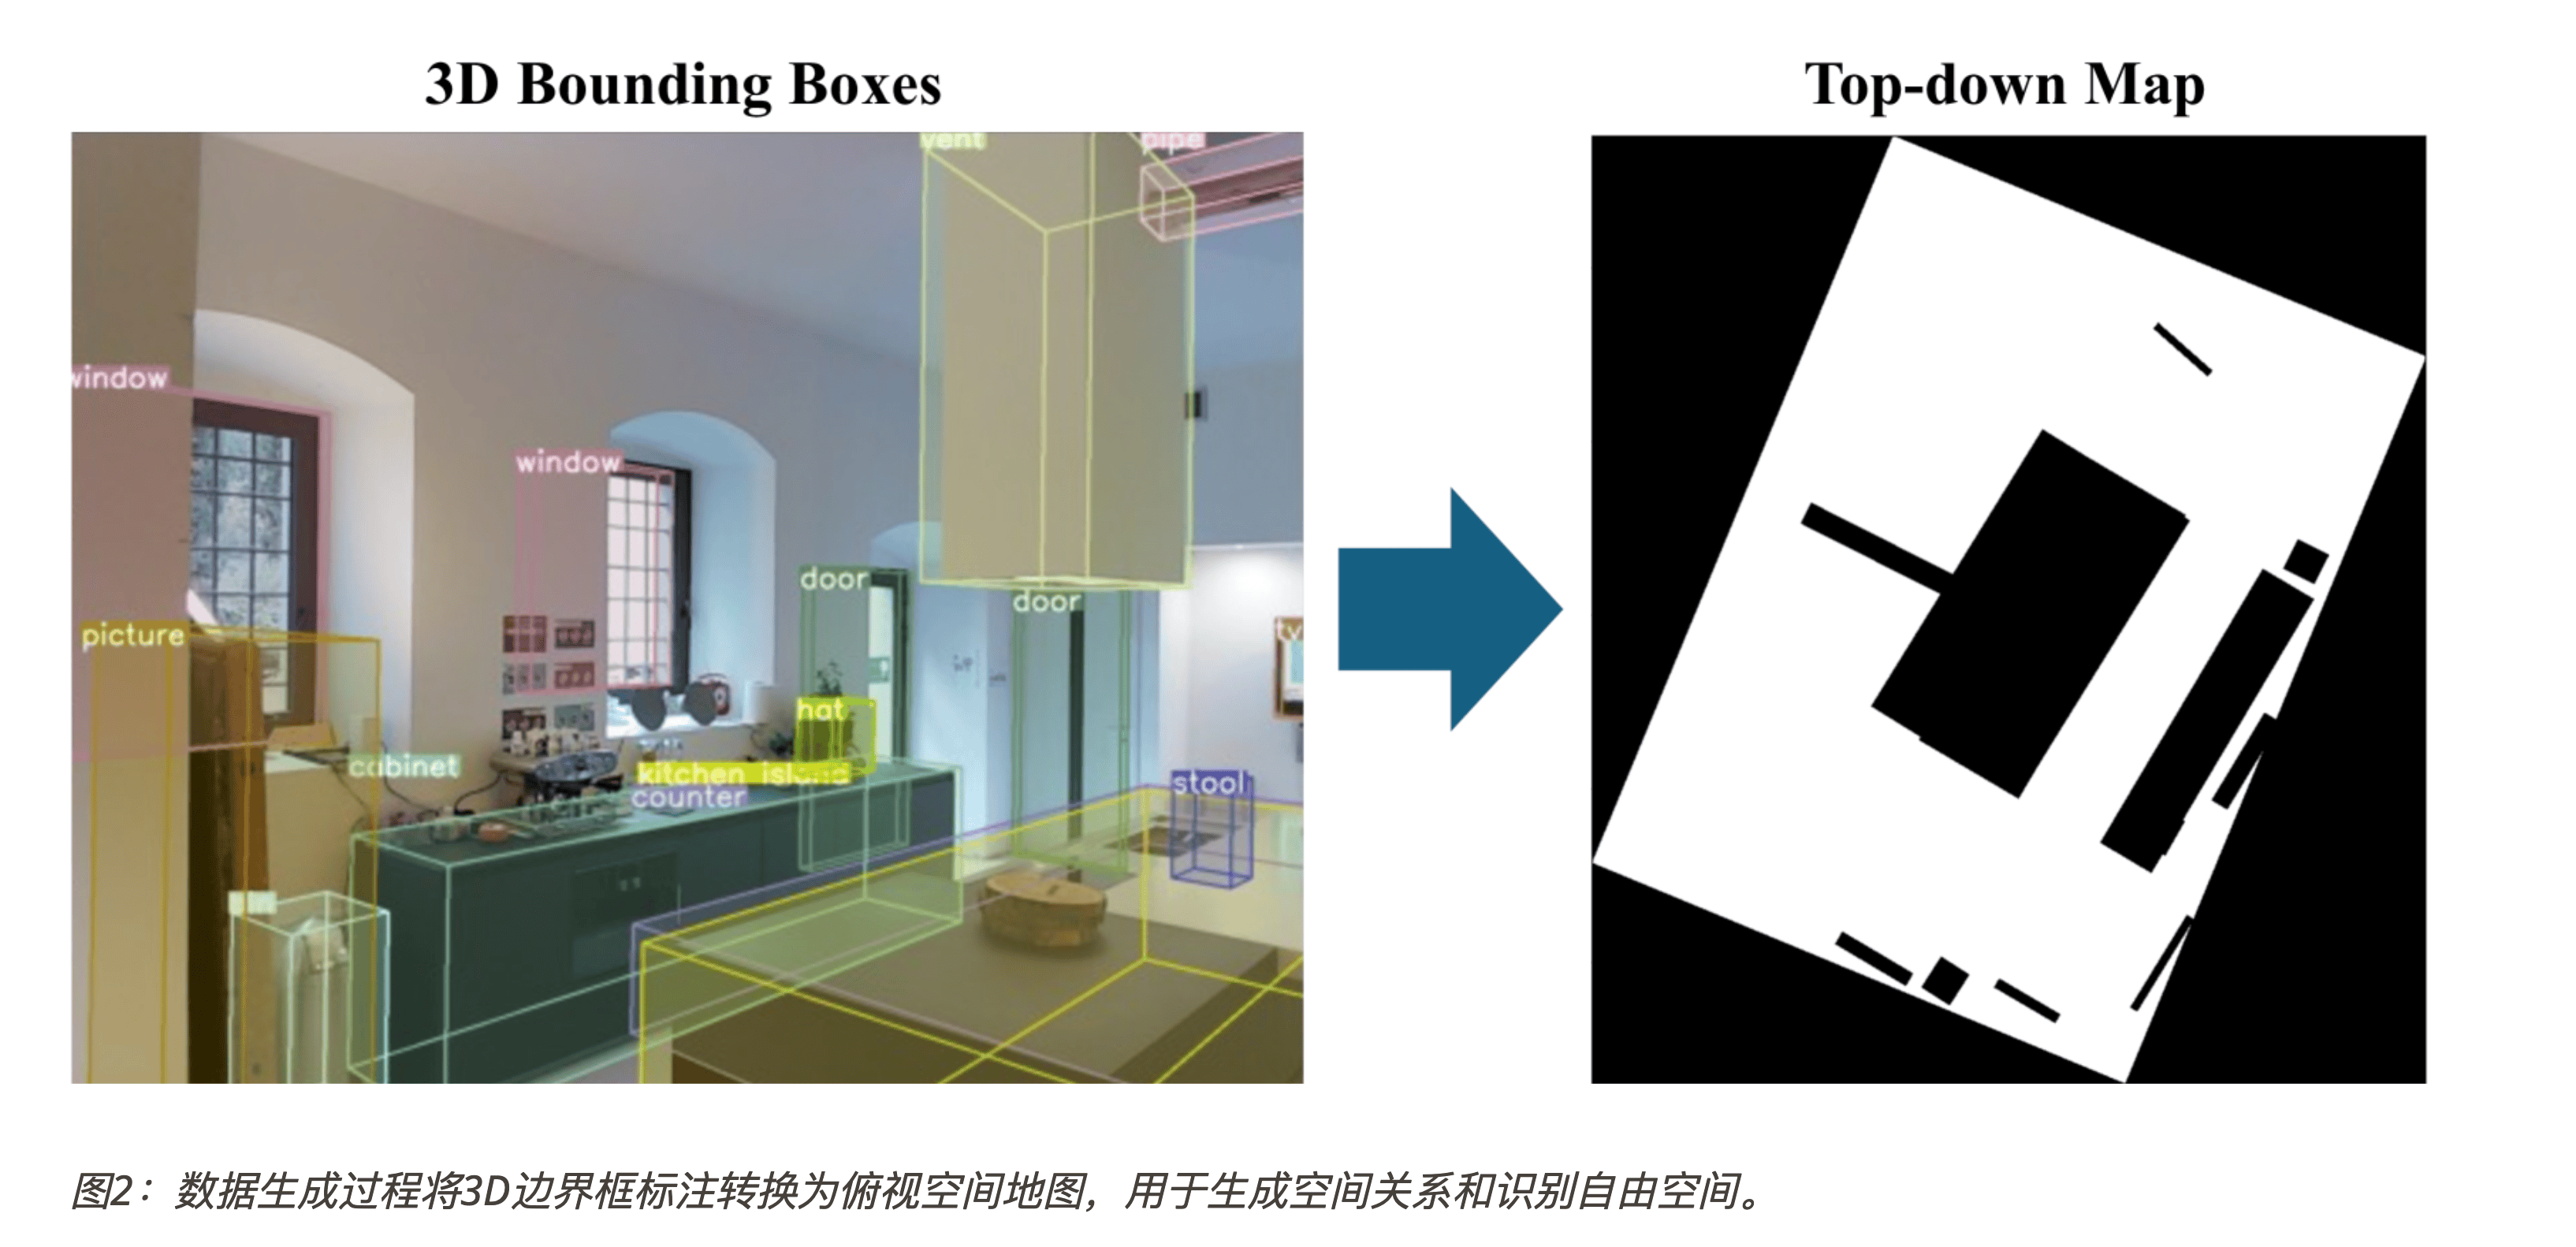 3D Bounding Boxes
Top-down Map
vent
pipe
window
window
door
door
tv
picture
hat
cabinet
kitchen island
counter
stool
图2：数据生成过程将3D边界框标注转换为俯视空间地图，用于生成空间关系和识别自由空间。